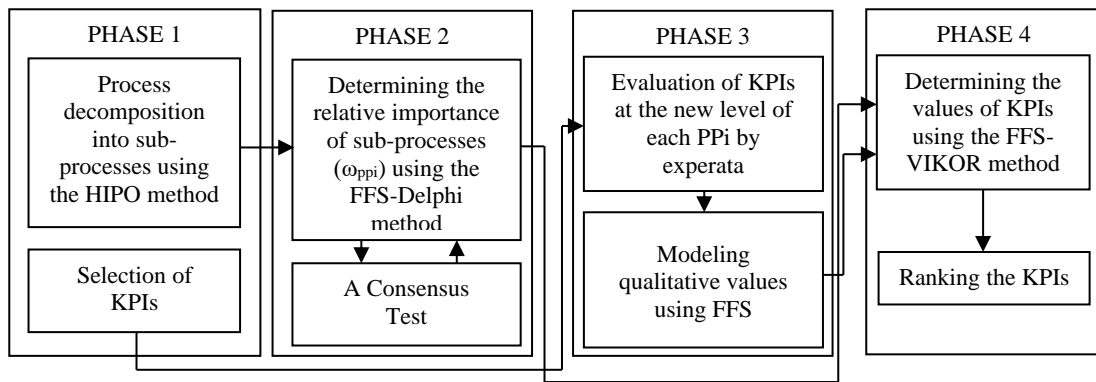 PHASE 1
Process
decomposition
into sub-
processes using
the HIPO method
Selection of
KPIs
PHASE 2
Determining the
relative importance
of sub-processes
(ωppi) using the
FFS-Delphi
method
A Consensus
Test
PHASE 3
Evaluation of KPIs
at the new level of
each PPi by
experata
Modeling
qualitative values
using FFS
PHASE 4
Determining the
values of KPIs
using the FFS-
VIKOR method
Ranking the KPIs